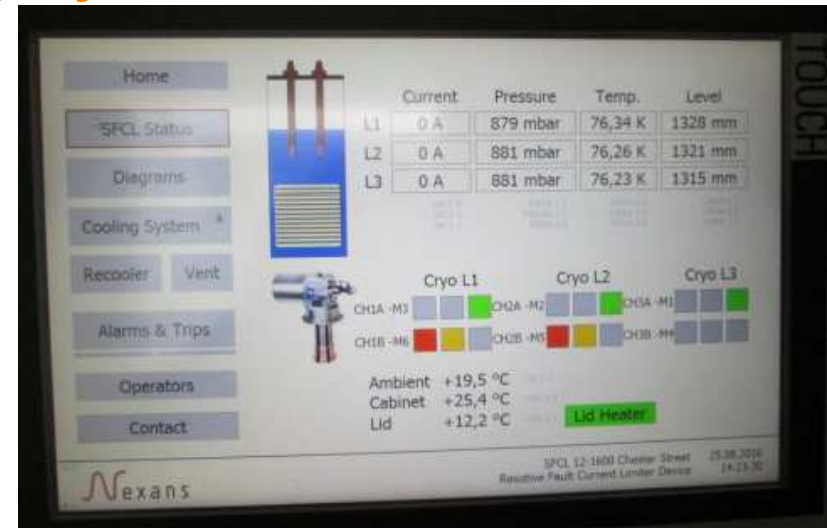 TOUCH
Home
SFCL Status
Diagrams
Cooling System
Recooler Vent
Alarms & Trips
Operators
Contact
Current Pressure Temp. Level
L1 0 A 879 mbar 76,34 K 1328 mm
L2 0 A 881 mbar 76,26 K 1321 mm
L3 0 A 881 mbar 76,23 K 1315 mm
Cryo L1 Cryo L2 Cryo L3
CH1A -M3 CH2A -M2 CH3A -M1
CH1B -M6 CH2B -M5 CH3B -M4
Ambient +19,5 °C
Cabinet +25,4 °C
Lid +12,2 °C Lid Heater
Nexans
SFCL 12-1600 Chester Street 25.08.2016
Resistive Fault Current Limiter Device 14:23:30